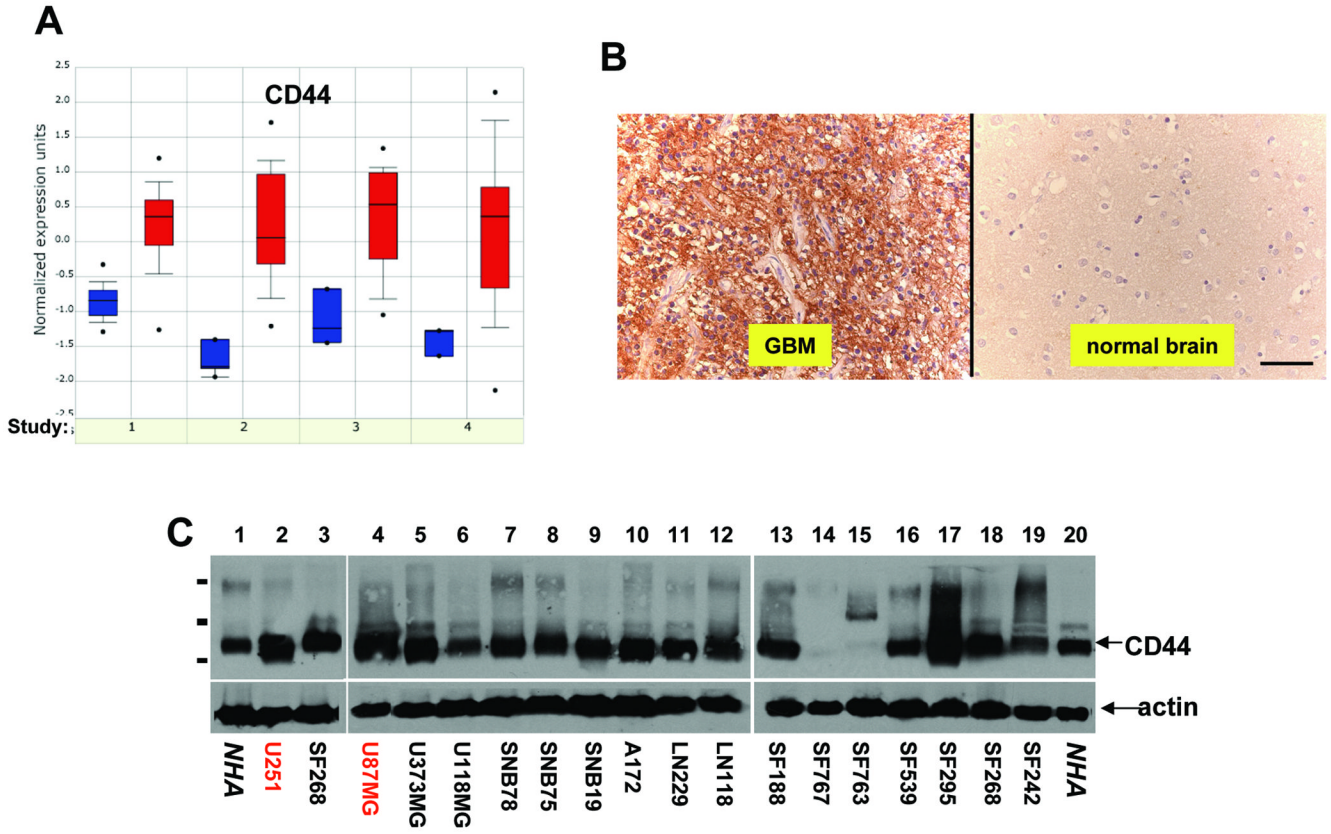 A
CD44
Normalized expression units
2.5
2.0
1.5
1.0
0.5
0.0
-0.5
-1.0
-1.5
-2.0
-2.5
Study:
1 2 3 4
B
GBM
normal brain
C
1 2 3 4 5 6 7 8 9 10 11 12 13 14 15 16 17 18 19 20
CD44
actin
NHA
U251
SF268
U87MG
U373MG
U118MG
SNB78
SNB75
SNB19
A172
LN229
LN118
SF188
SF767
SF763
SF539
SF295
SF268
SF242
NHA